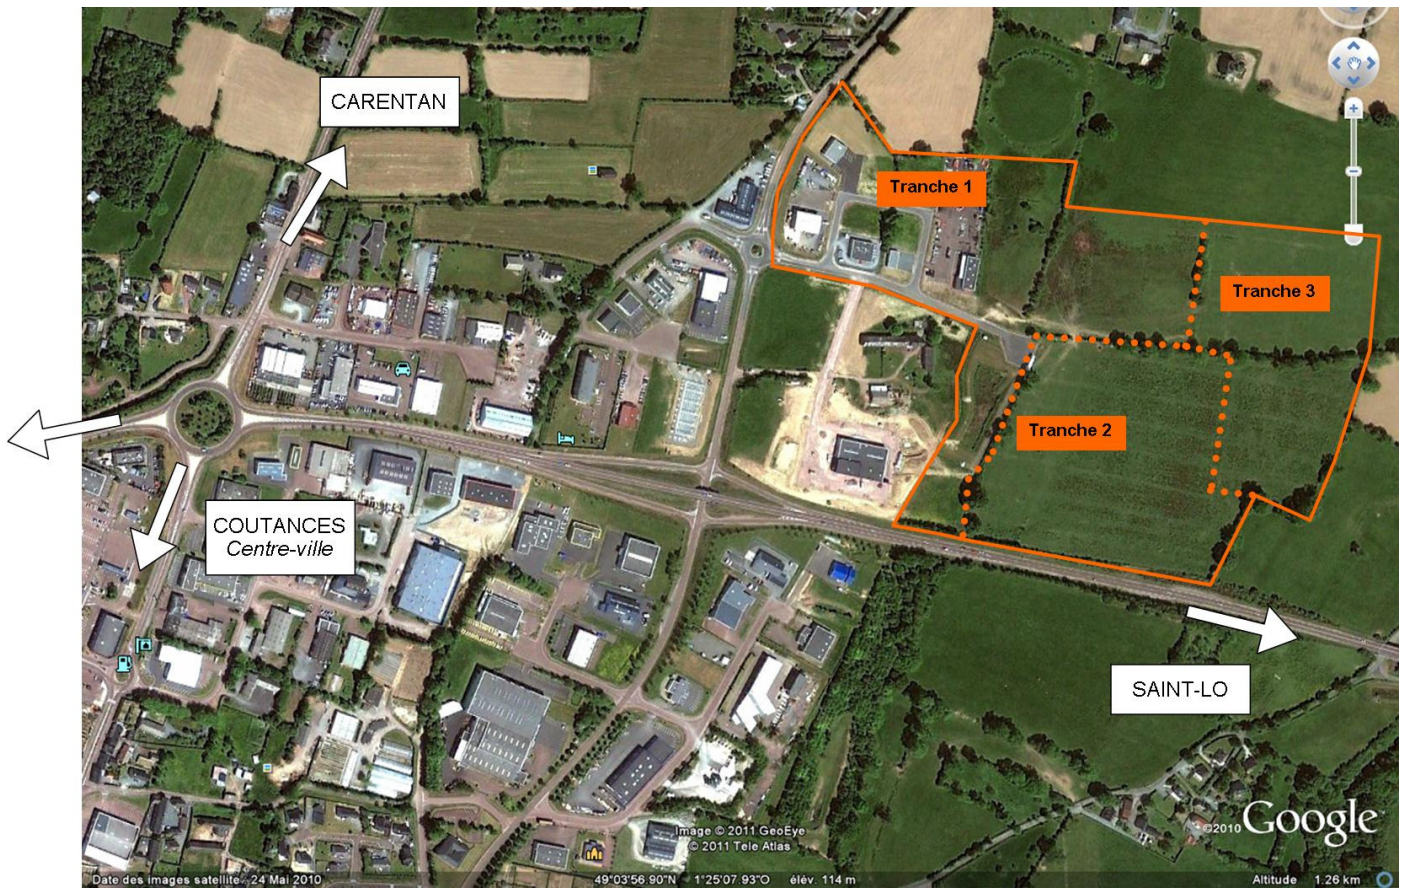 CARENTAN
Tranche 1
Tranche 3
Tranche 2
COUTANCES
Centre-ville
SAINT-LO
©2010 Google
Image © 2011 GeoEye
© 2011 Tele Atlas
Date des images satellite : 24 Mai 2010
49°03'56.90"N 1°25'07.93"O élév. 114 m
Altitude 1.26 km